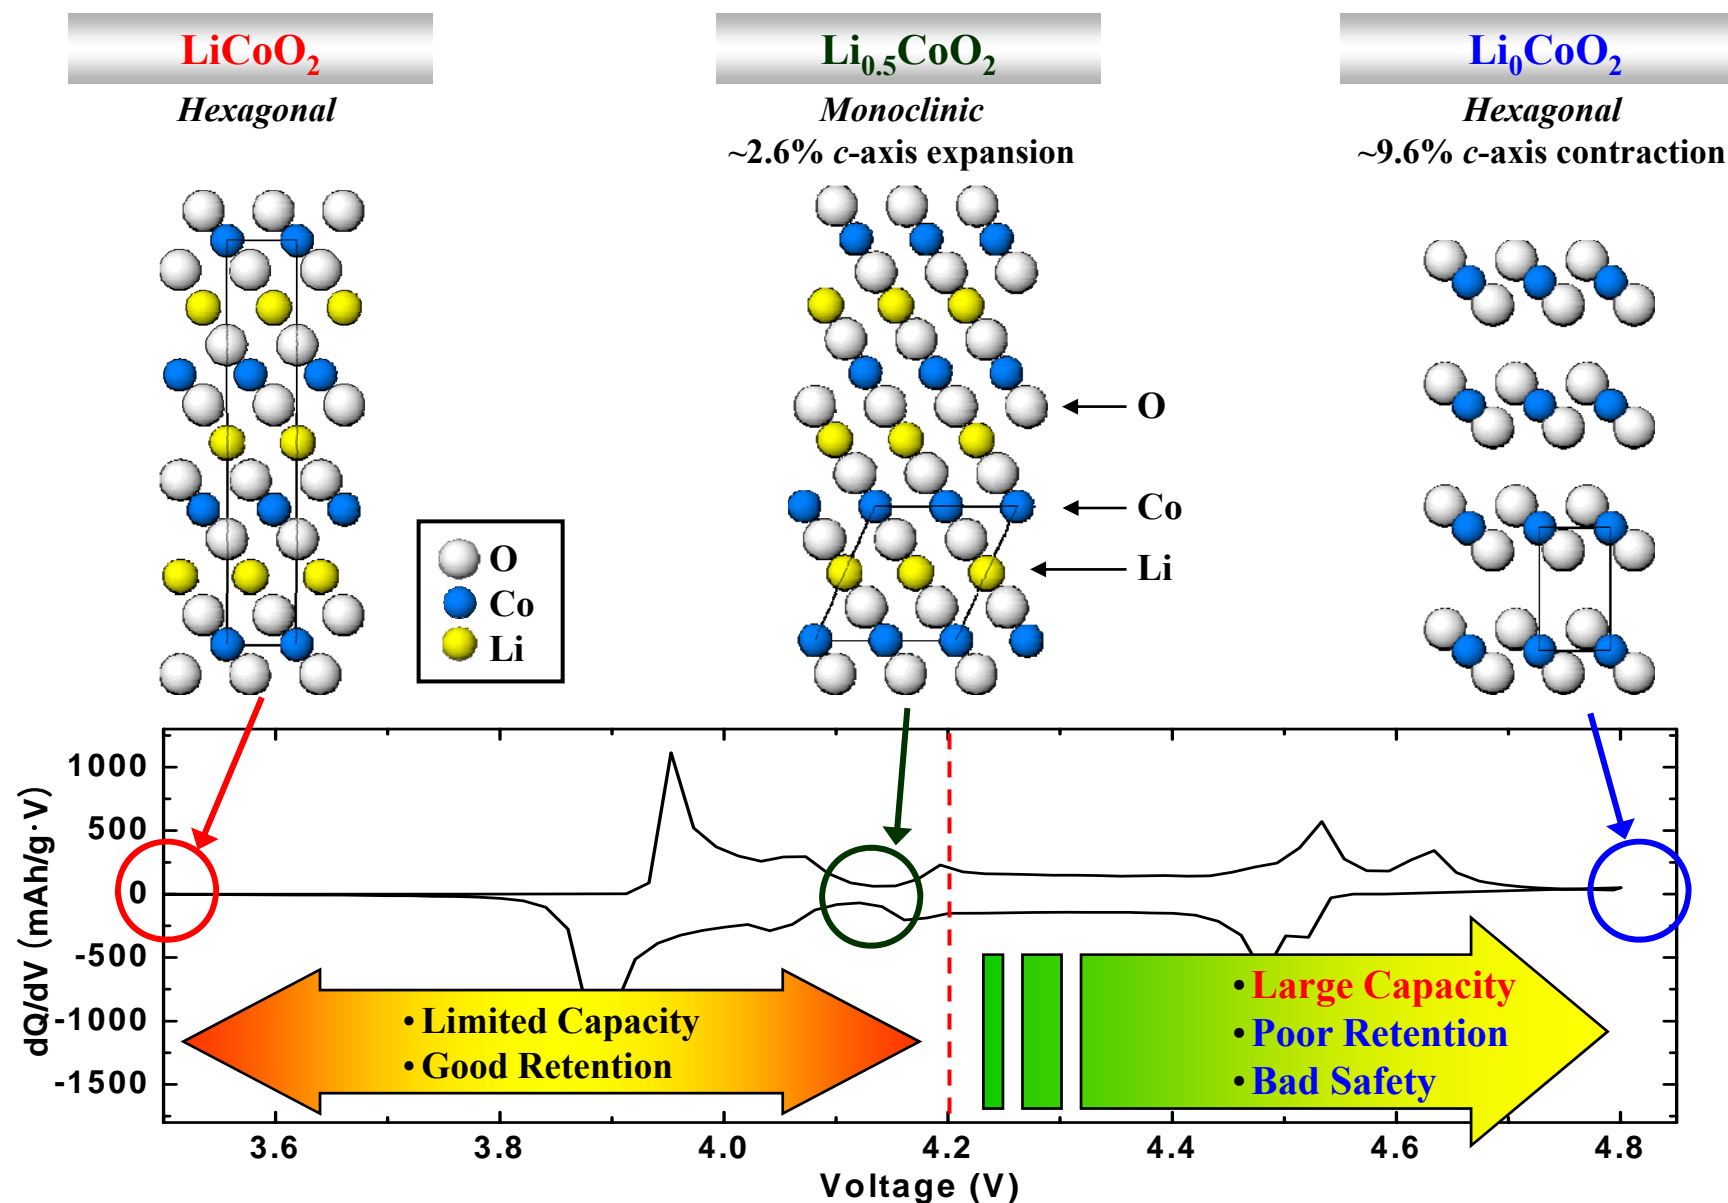 LiCoO₂
Hexagonal
Li₀.₅CoO₂
Monoclinic
~2.6% c-axis expansion
Li₀CoO₂
Hexagonal
~9.6% c-axis contraction
O
Co
Li
O
Co
Li
1000
500
0
-500
-1000
-1500
dQ/dV (mAh/g·V)
• Limited Capacity
• Good Retention
• Large Capacity
• Poor Retention
• Bad Safety
3.6 3.8 4.0 4.2 4.4 4.6 4.8
Voltage (V)